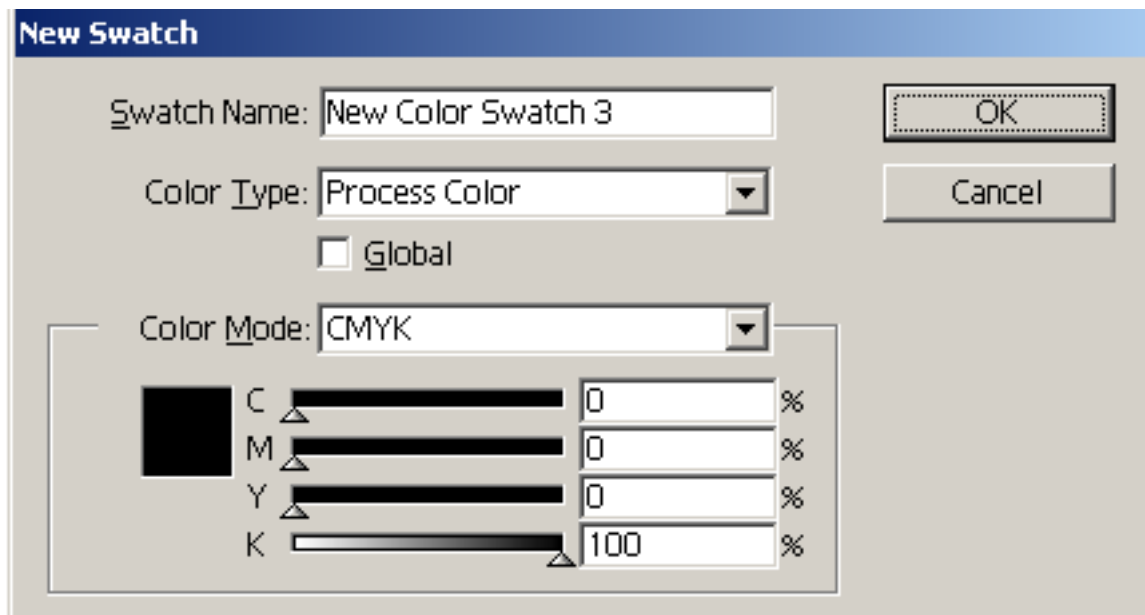 New Swatch
Swatch Name: New Color Swatch 3
OK
Color Type: Process Color
Cancel
Global
Color Mode: CMYK
C 0 %
M 0 %
Y 0 %
K 100 %